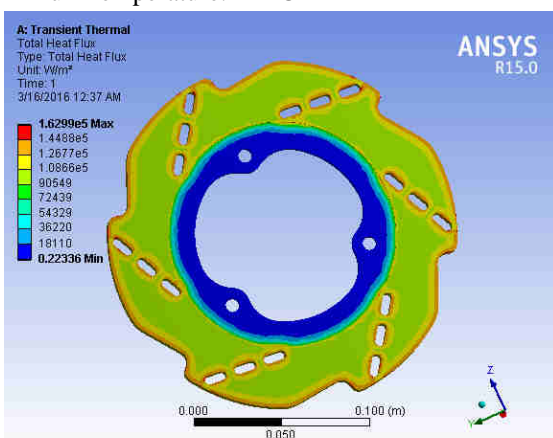 A: Transient Thermal
Total Heat Flux
Type: Total Heat Flux
Unit: W/m²
Time: 1
3/16/2016 12:37 AM
1.6299e5 Max
1.4488e5
1.2677e5
1.0866e5
90549
72439
54329
36220
18110
0.22336 Min
ANSYS
R15.0
0.000
0.100 (m)
0.050
Z
Y